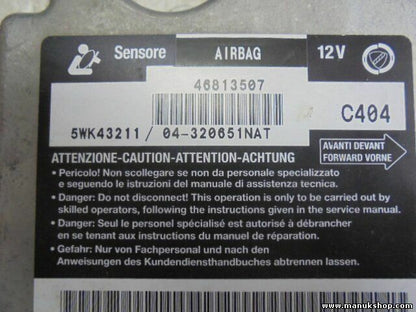 Sensore AIRBAG 12V
46813507
C404
5WK43211 / 04-320651NAT
AVANTI DEVANT
FORWARD VORNE
ATTENZIONE-CAUTION-ATTENTION-ACHTUNG
• Pericolo! Non scollegare se non da personale specializzato
e seguendo le istruzioni del manuale di assistenza tecnica.
• Danger: Do not disconnect! This operation is only to be carried out by
skilled operators, following the instructions given in the service manual.
• Danger: Seul le personel spécialisé est autorisé à débrancher
en se tenant aux instructions du manuel de réparation.
• Gefahr: Nur von Fachpersonal und nach den
Anweisungen des Kundendiensthandbuches abtrennen lassen.
www.manukshop.com